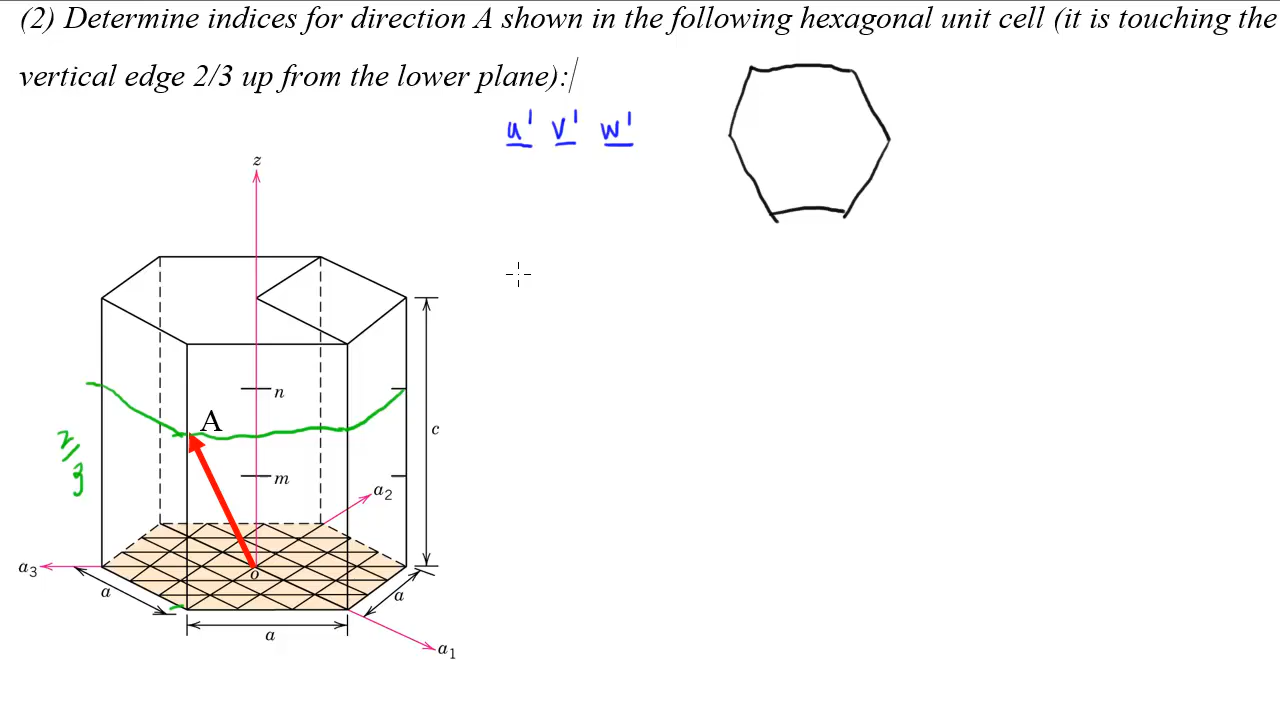 (2) Determine indices for direction A shown in the following hexagonal unit cell (it is touching the
vertical edge 2/3 up from the lower plane):
u' v' w'
z
n
A
c
2/3
m
a2
a3
o
a
a
a
a1